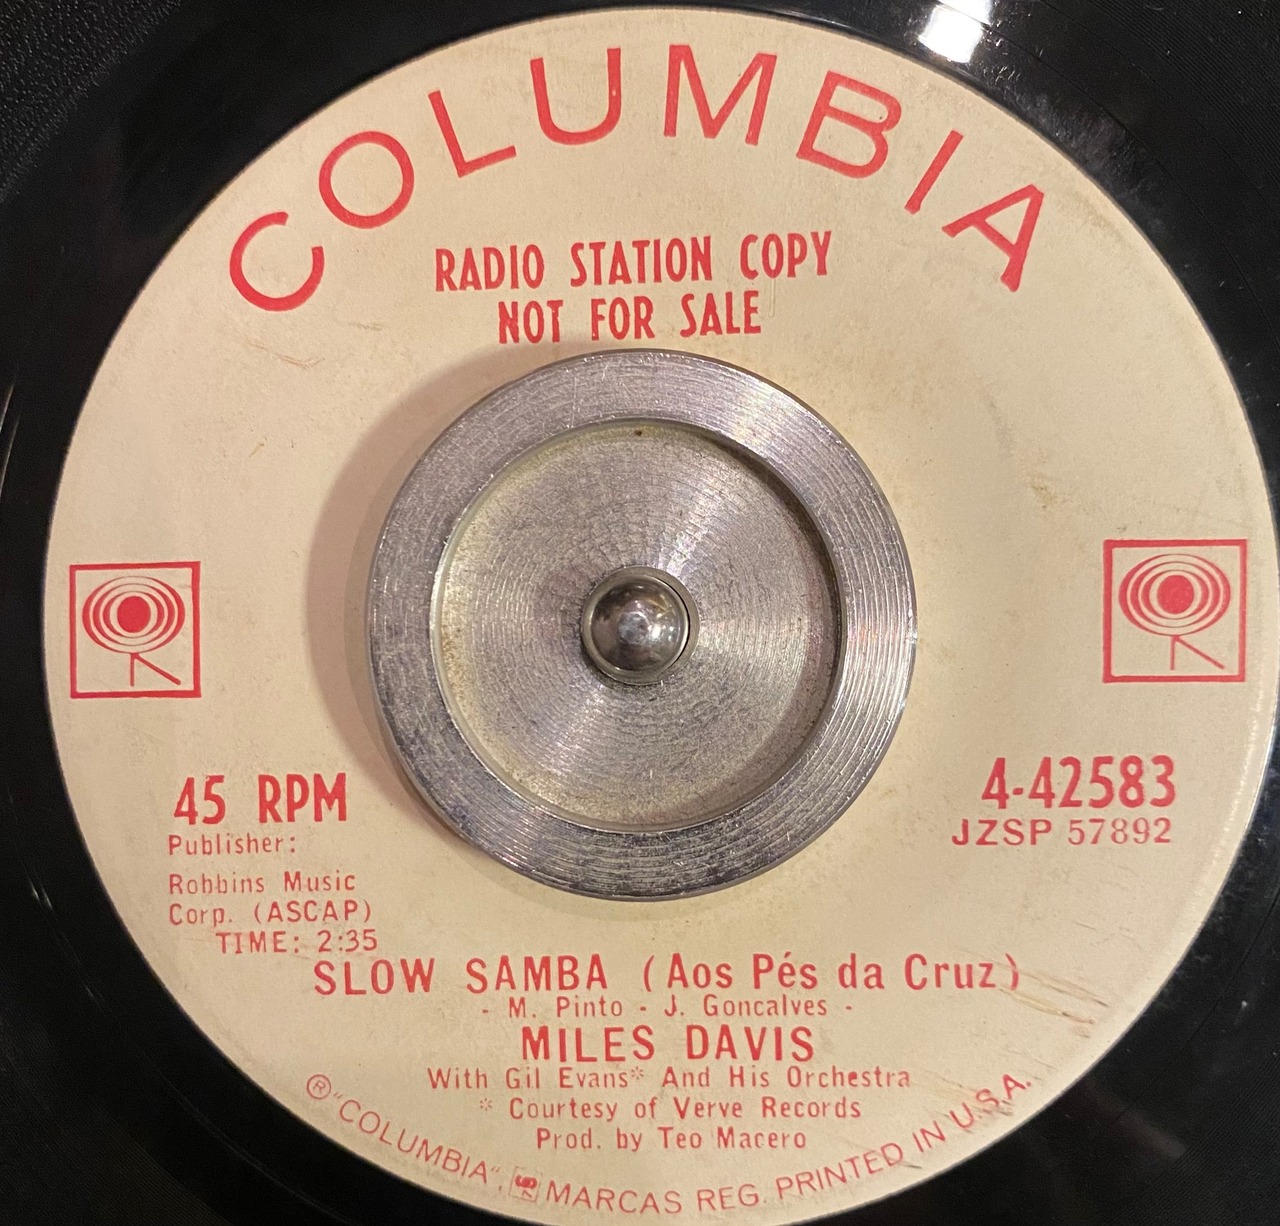 COLUMBIA
RADIO STATION COPY
NOT FOR SALE
45 RPM
Publisher:
Robbins Music
Corp. (ASCAP)
TIME: 2:35
4-42583
JZSP 57892
SLOW SAMBA (Aos Pés da Cruz)
- M. Pinto - J. Goncalves -
MILES DAVIS
With Gil Evans* And His Orchestra
* Courtesy of Verve Records
Prod. by Teo Macero
® "COLUMBIA", MARCAS REG. PRINTED IN U.S.A.